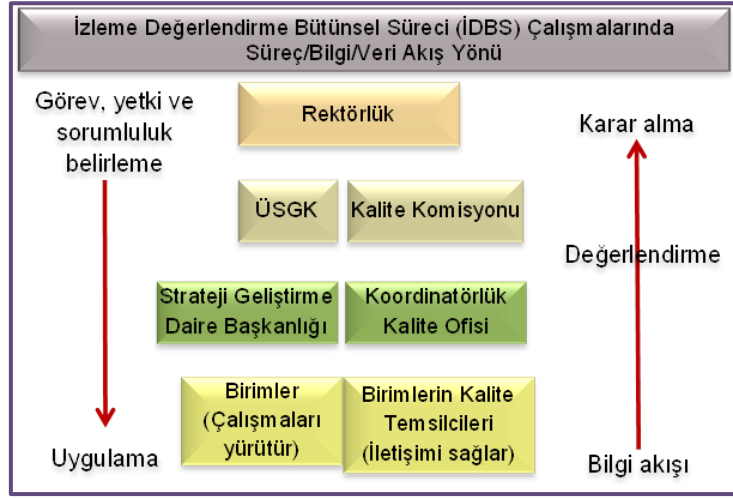 İzleme Değerlendirme Bütünsel Süreci (İDBS) Çalışmalarında
Süreç/Bilgi/Veri Akış Yönü
Görev, yetki ve
sorumluluk
belirleme
Rektörlük
Karar alma
ÜSGK
Kalite Komisyonu
Değerlendirme
Strateji Geliştirme
Daire Başkanlığı
Koordinatörlük
Kalite Ofisi
Birimler
(Çalışmaları
yürütür)
Birimlerin Kalite
Temsilcileri
(İletişimi sağlar)
Uygulama
Bilgi akışı